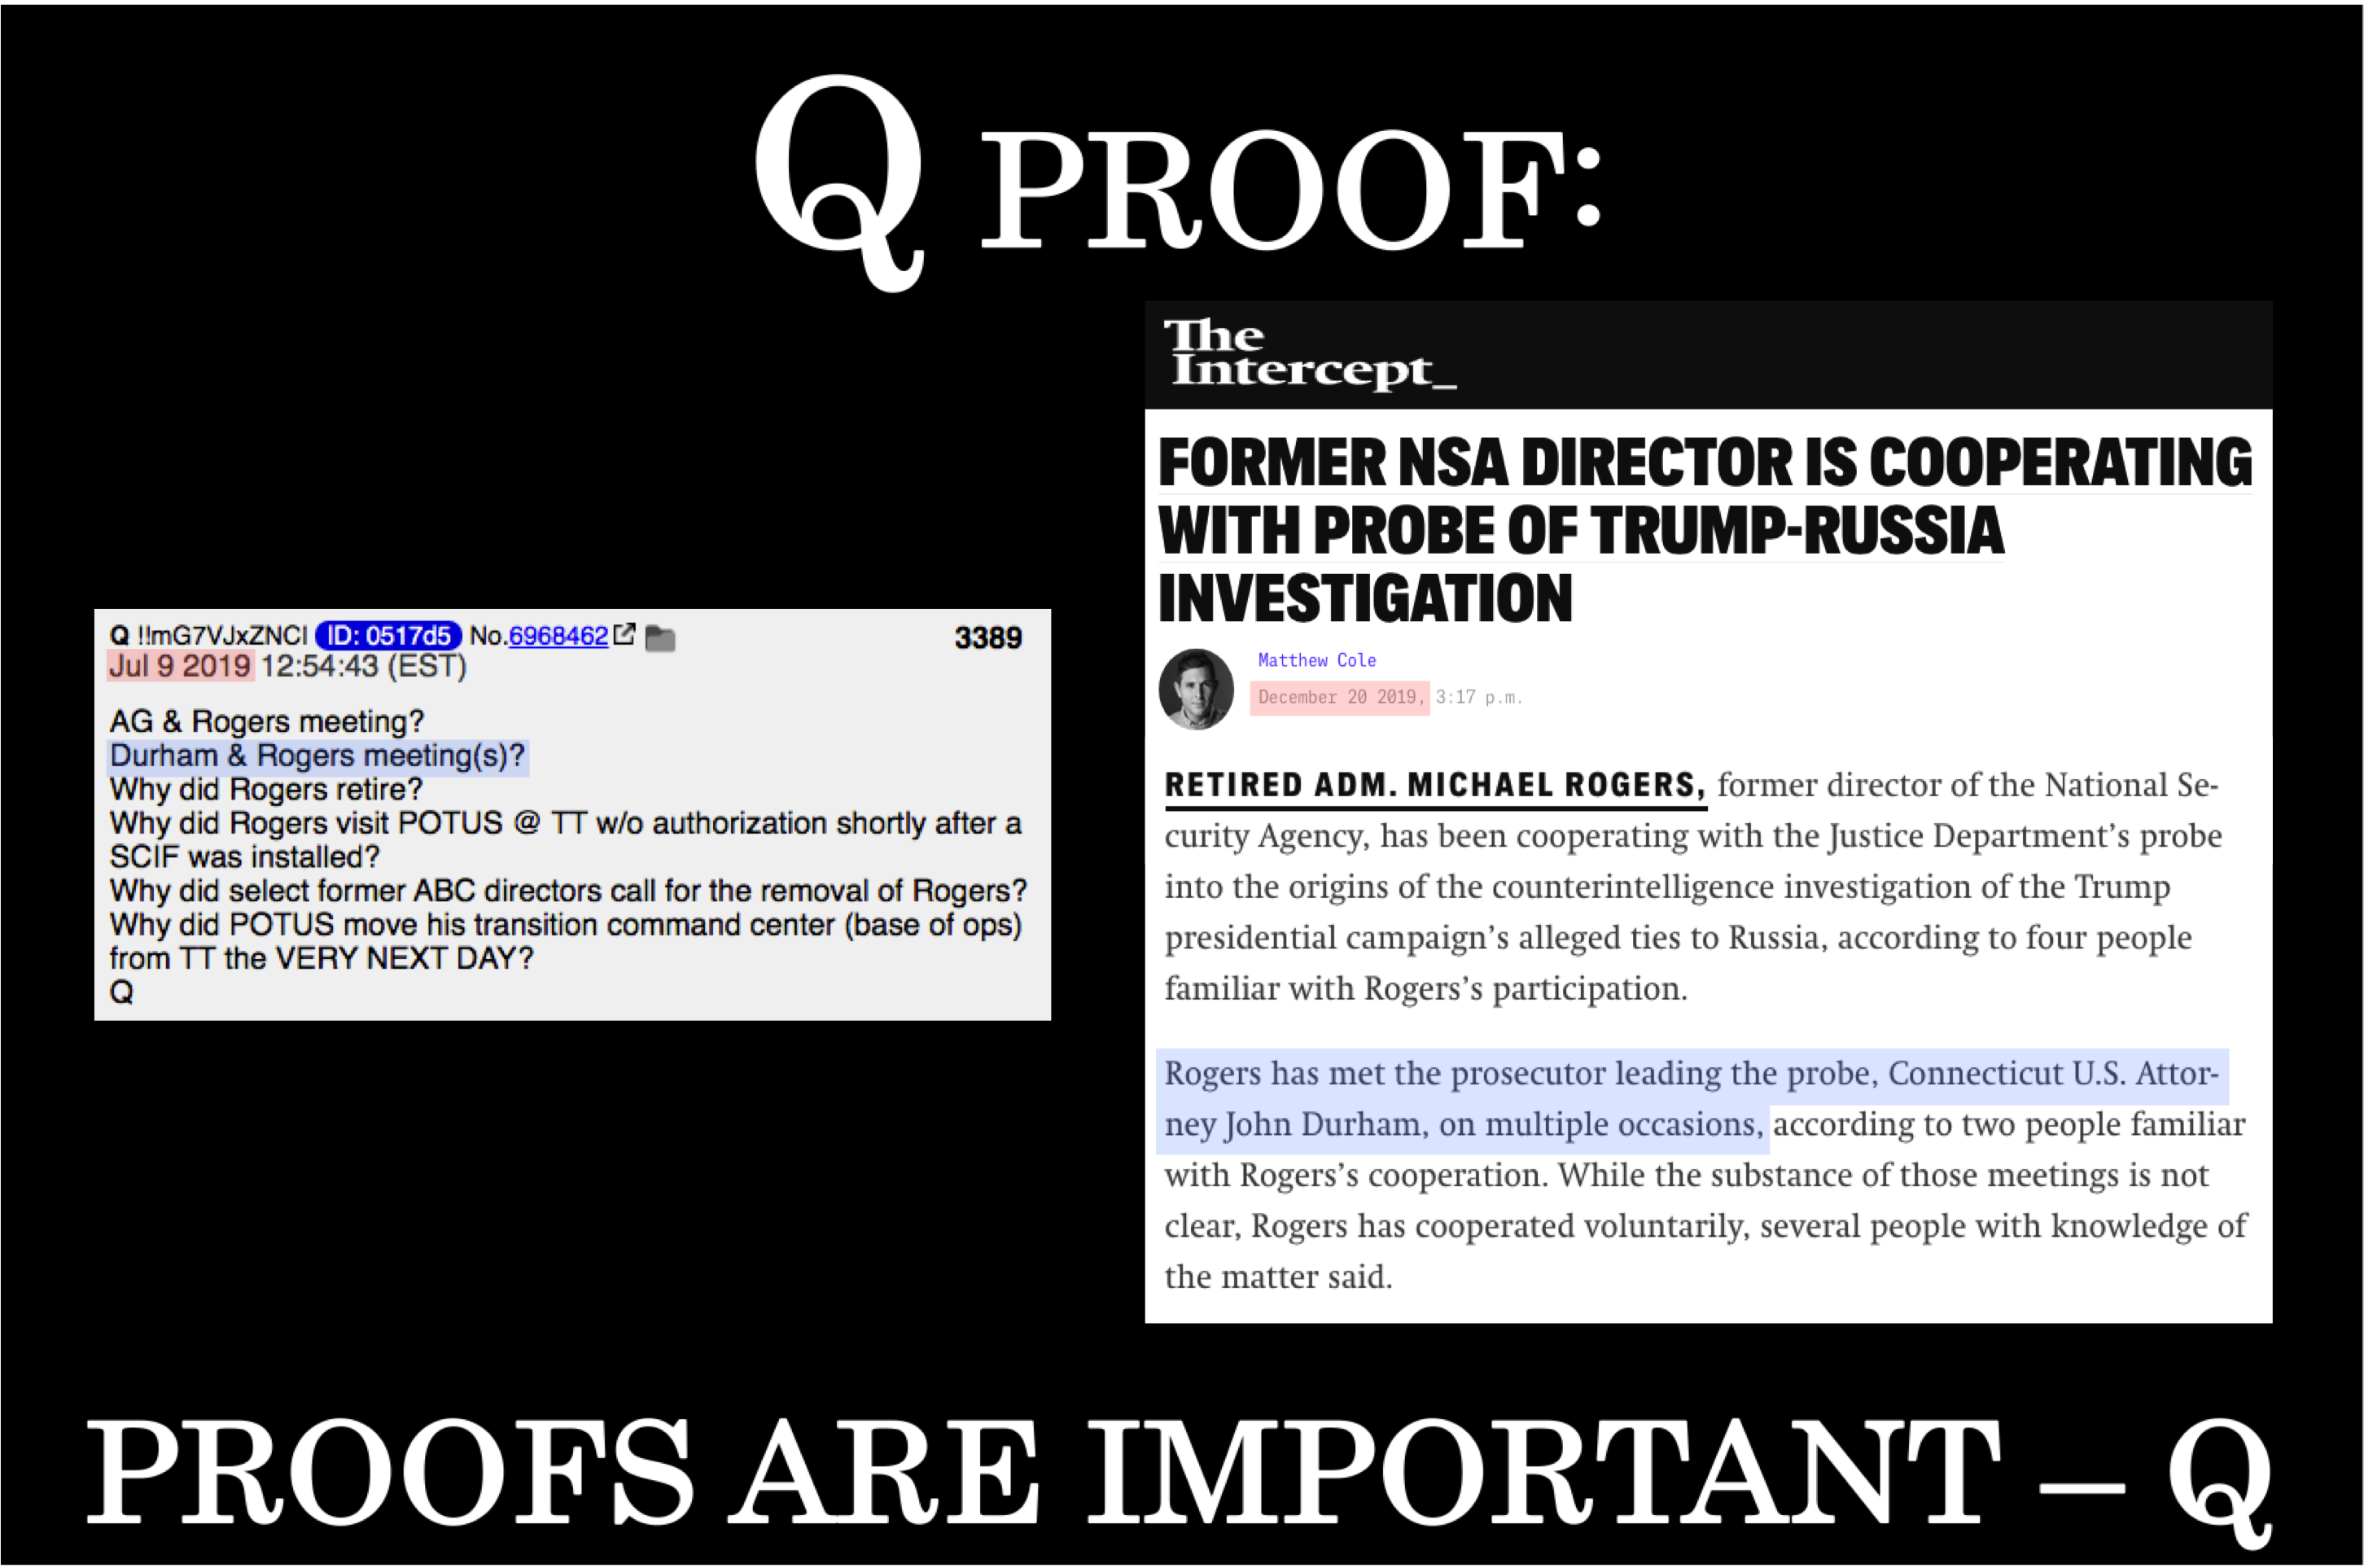 Q PROOF:
Q !!mG7VJxZNCI ID: 0517d5 No.6968462 3389
Jul 9 2019 12:54:43 (EST)
AG & Rogers meeting?
Durham & Rogers meeting(s)?
Why did Rogers retire?
Why did Rogers visit POTUS @ TT w/o authorization shortly after a
SCIF was installed?
Why did select former ABC directors call for the removal of Rogers?
Why did POTUS move his transition command center (base of ops)
from TT the VERY NEXT DAY?
Q
The
Intercept_
FORMER NSA DIRECTOR IS COOPERATING
WITH PROBE OF TRUMP-RUSSIA
INVESTIGATION
Matthew Cole
December 20 2019, 3:17 p.m.
RETIRED ADM. MICHAEL ROGERS, former director of the National Se-
curity Agency, has been cooperating with the Justice Department’s probe
into the origins of the counterintelligence investigation of the Trump
presidential campaign’s alleged ties to Russia, according to four people
familiar with Rogers’s participation.
Rogers has met the prosecutor leading the probe, Connecticut U.S. Attor-
ney John Durham, on multiple occasions, according to two people familiar
with Rogers’s cooperation. While the substance of those meetings is not
clear, Rogers has cooperated voluntarily, several people with knowledge of
the matter said.
PROOFS ARE IMPORTANT – Q